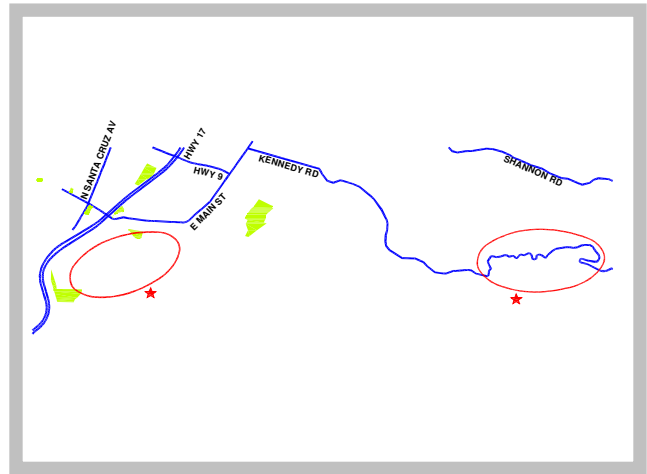 N SANTA CRUZ AV
HWY 17
HWY 9
E MAIN ST
KENNEDY RD
SHANNON RD